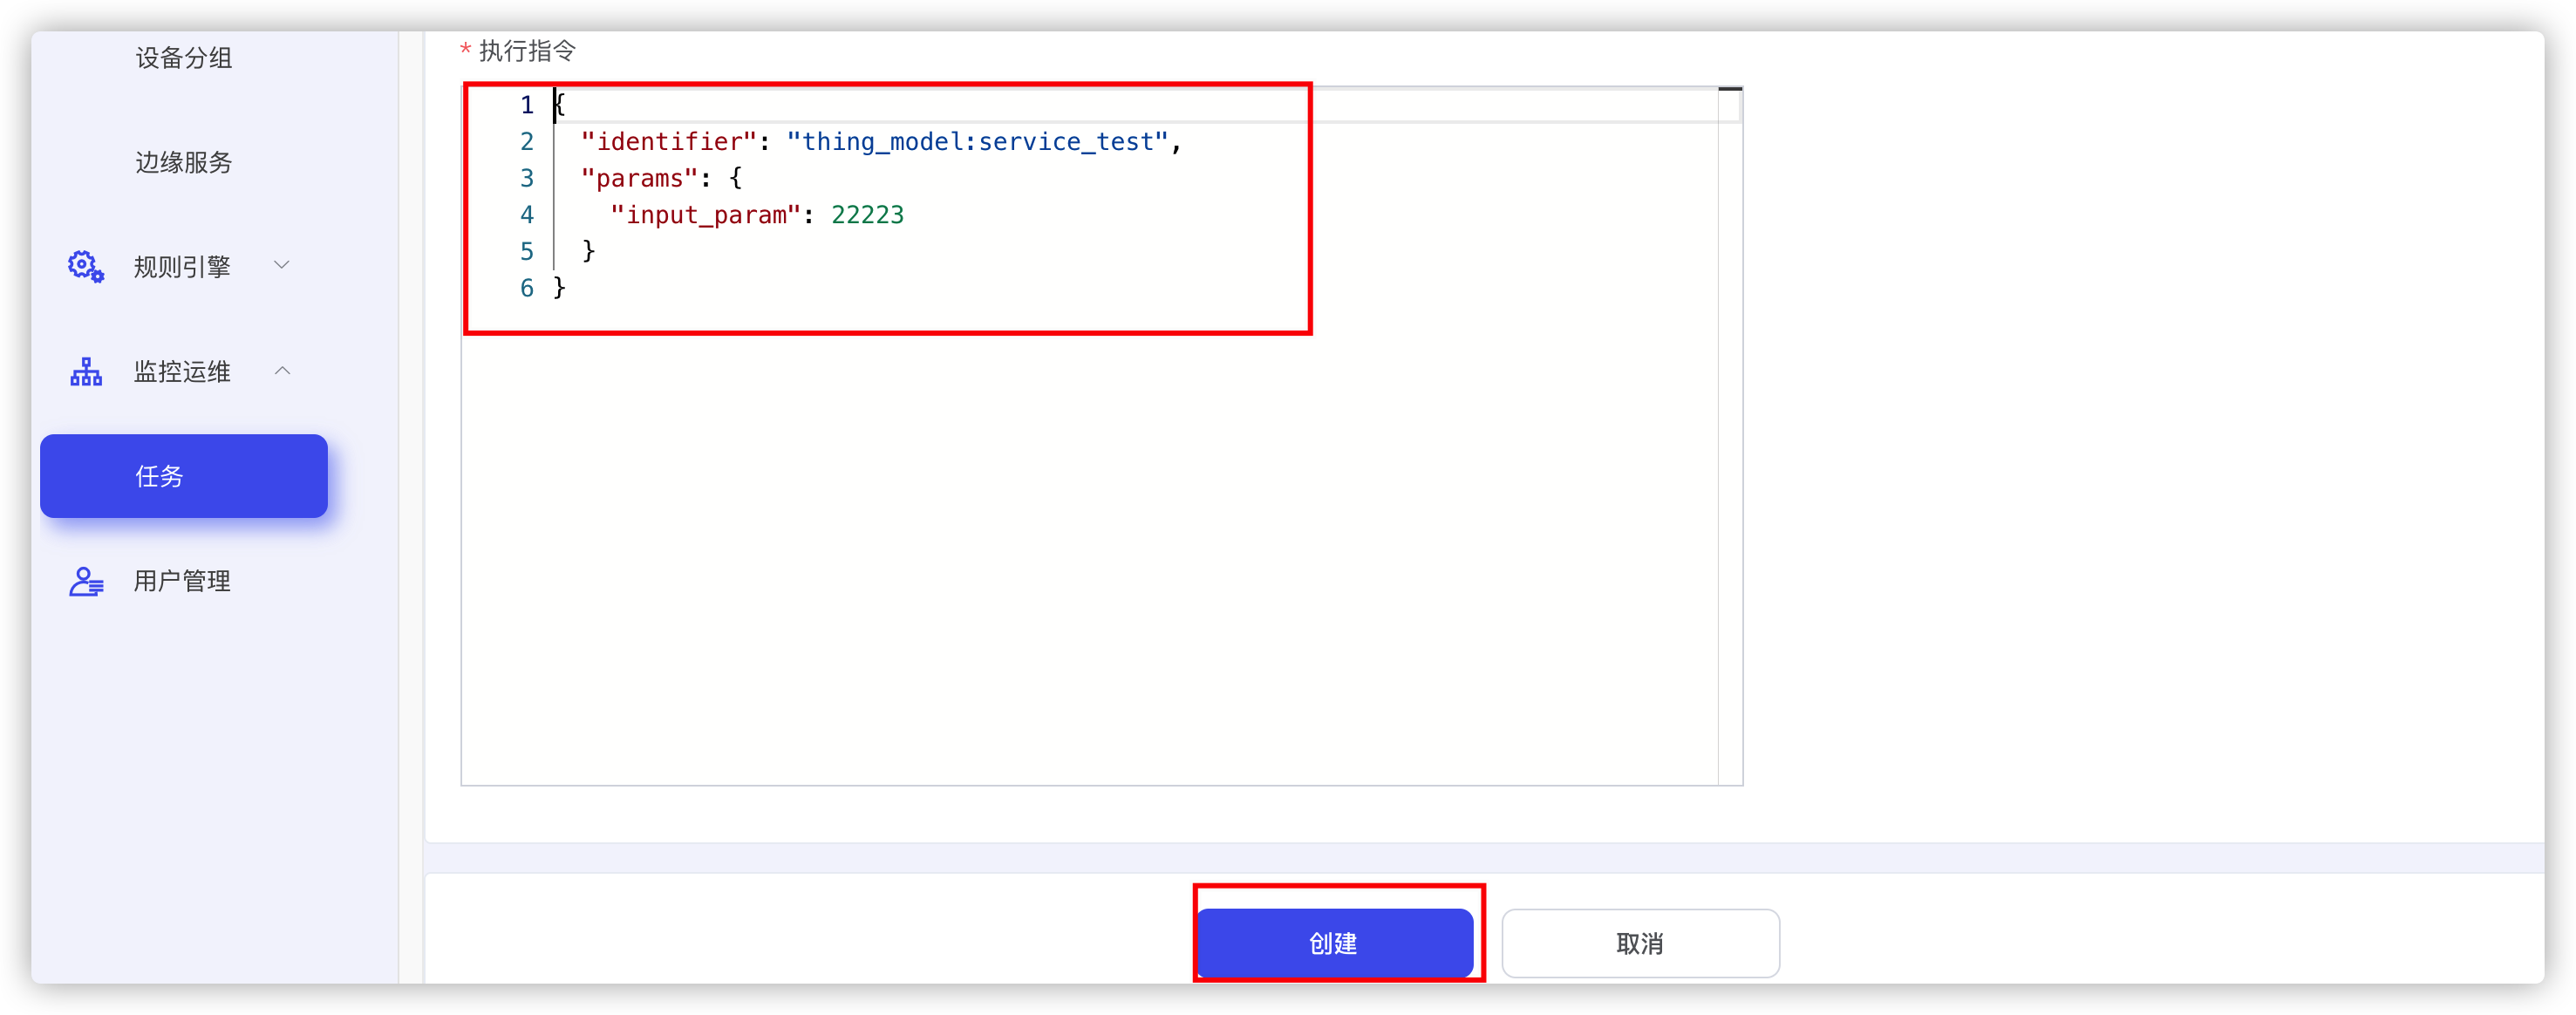 设备分组
边缘服务
规则引擎
监控运维
任务
用户管理
* 执行指令
1 {
2   "identifier": "thing_model:service_test",
3   "params": {
4     "input_param": 22223
5   }
6 }
创建
取消